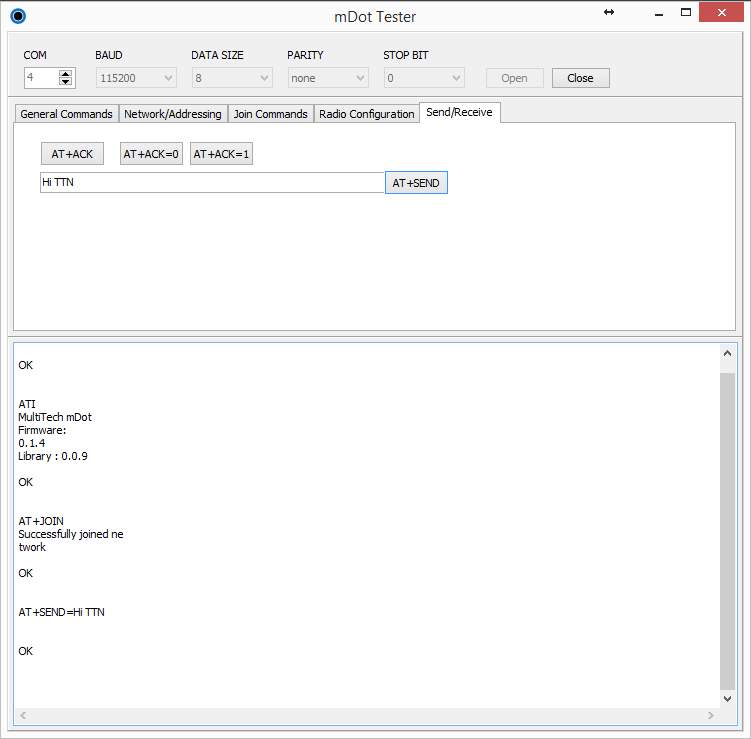 mDot Tester
COM BAUD DATA SIZE PARITY STOP BIT
4 115200 8 none 0 Open Close
General Commands Network/Addressing Join Commands Radio Configuration Send/Receive
AT+ACK AT+ACK=0 AT+ACK=1
Hi TTN AT+SEND
OK
ATI
MultiTech mDot
Firmware:
0.1.4
Library : 0.0.9
OK
AT+JOIN
Successfully joined ne
twork
OK
AT+SEND=Hi TTN
OK